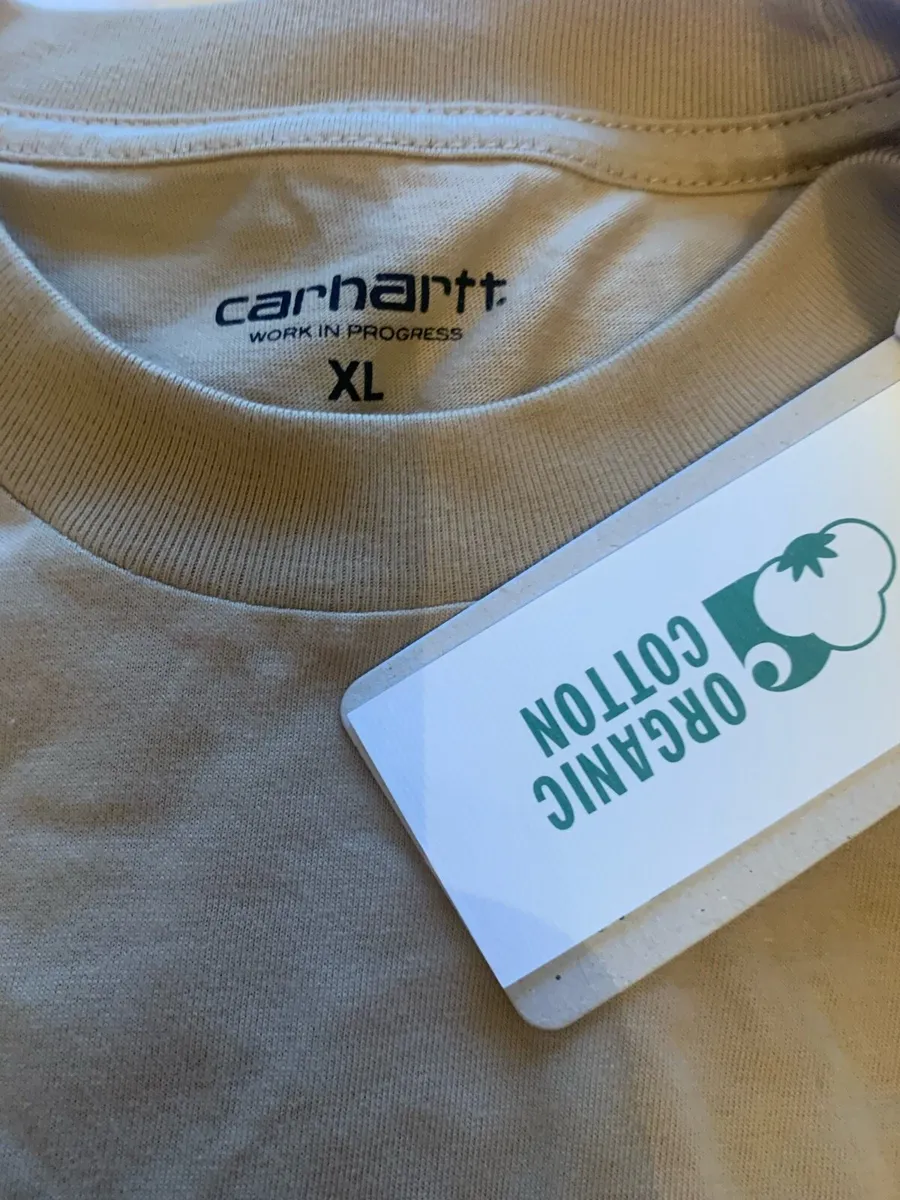 carhartt
WORK IN PROGRESS
XL
ORGANIC
COTTON